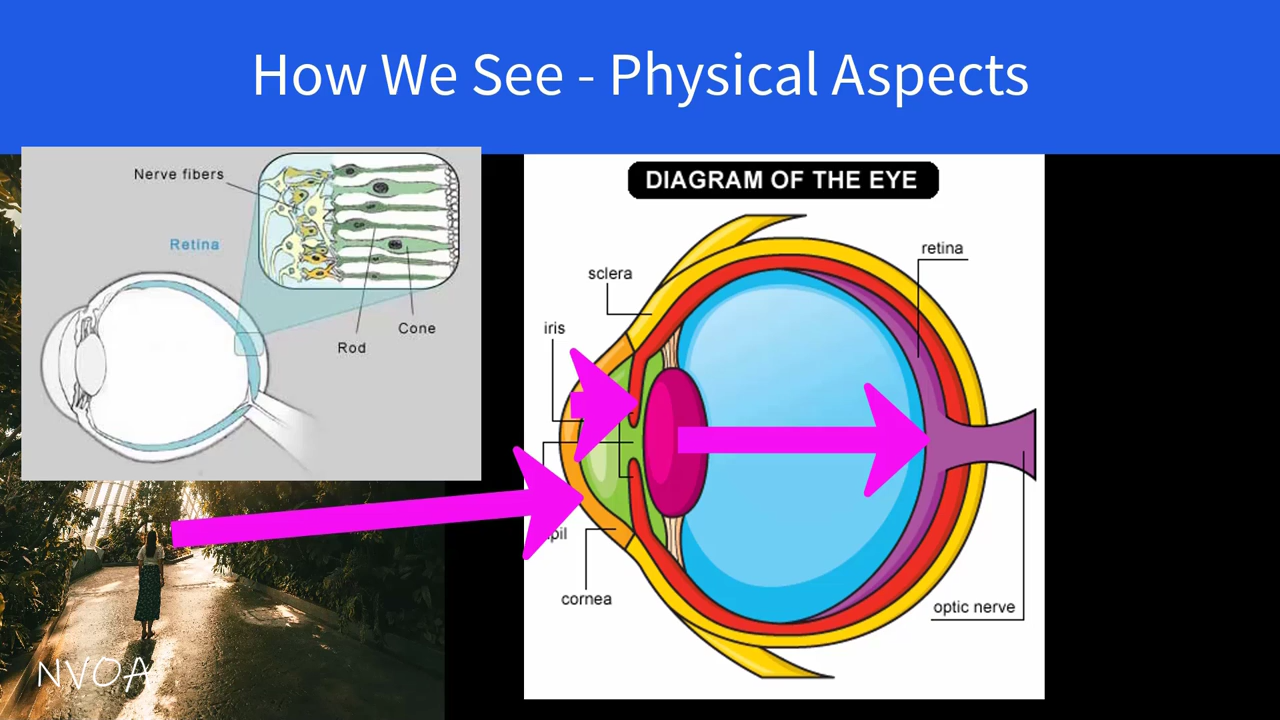 How We See - Physical Aspects
Nerve fibers
Retina
Cone
Rod
DIAGRAM OF THE EYE
retina
sclera
iris
cornea
optic nerve
NVOA